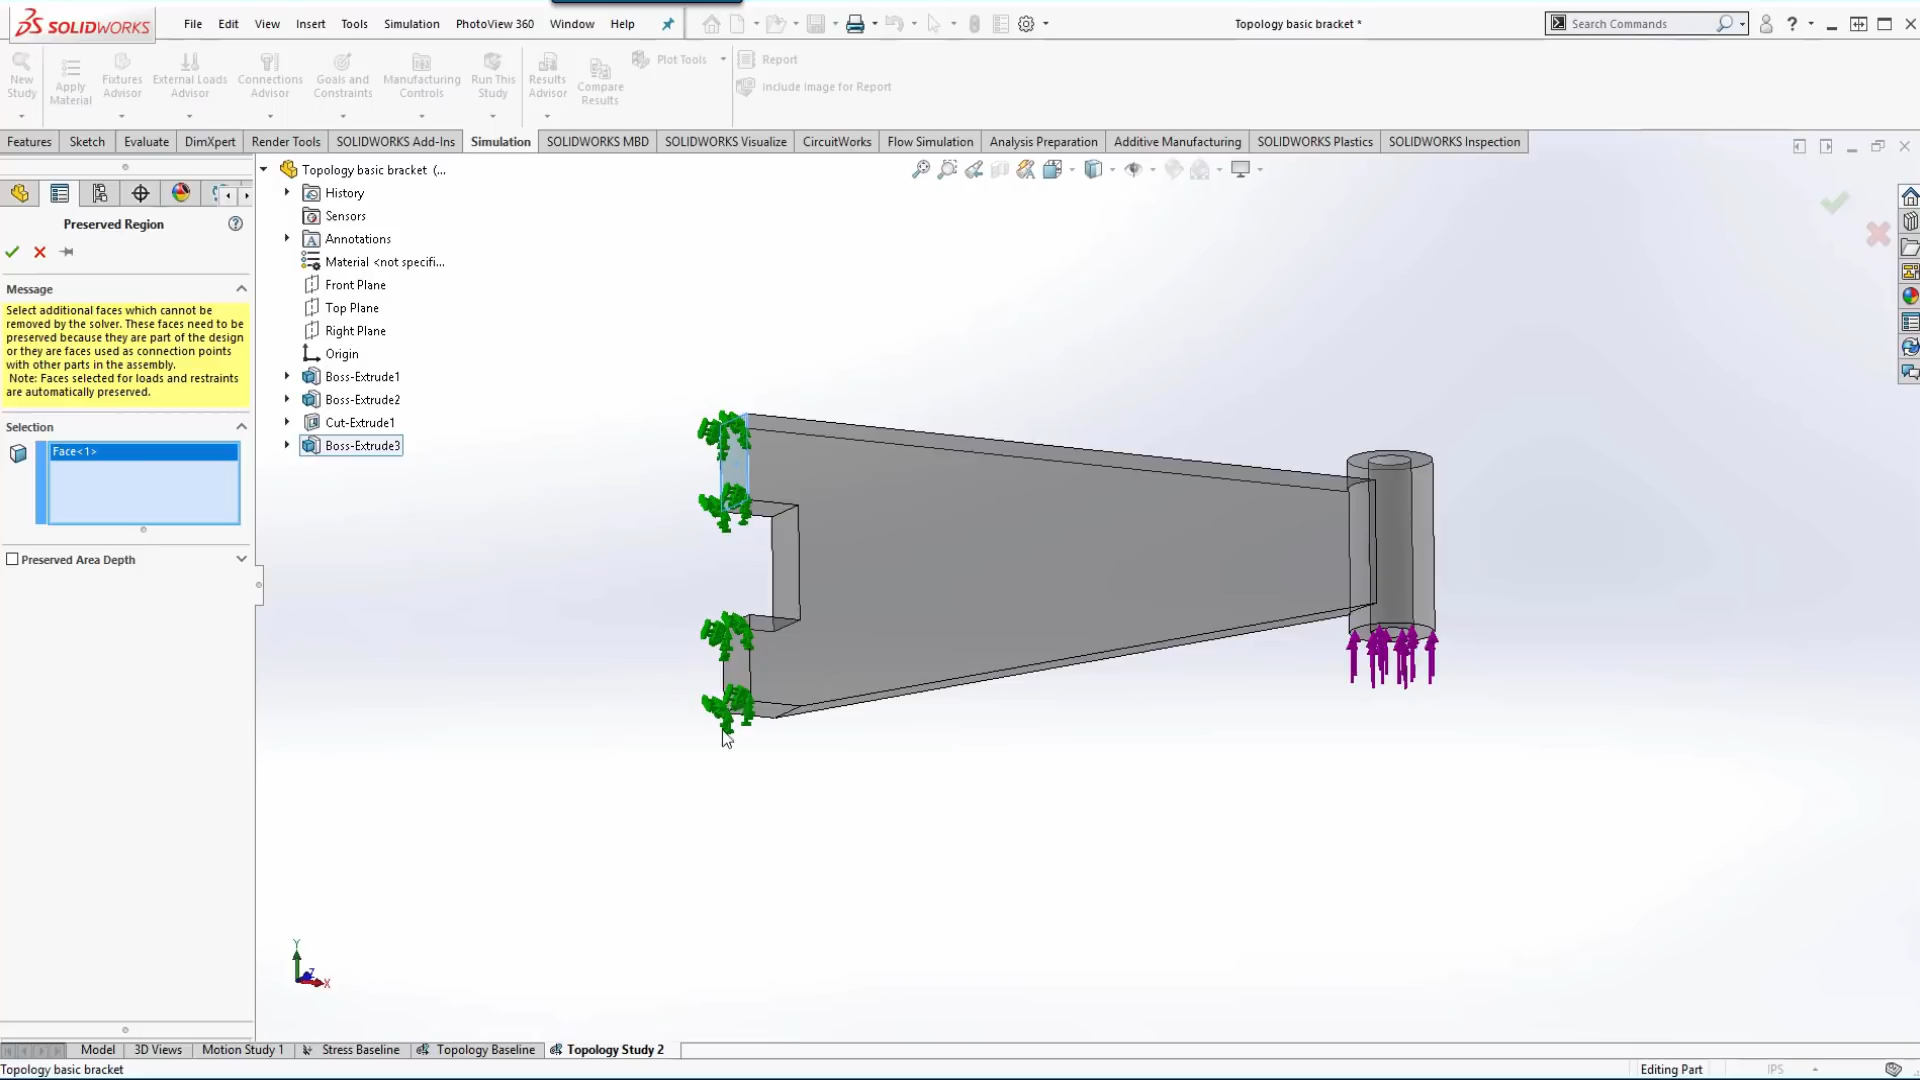 SOLIDWORKS
File Edit View Insert Tools Simulation PhotoView 360 Window Help
Topology basic bracket *
Search Commands
?
New Study
Apply Material
Fixtures Advisor
External Loads Advisor
Connections Advisor
Goals and Constraints
Manufacturing Controls
Run This Study
Results Advisor
Compare Results
Plot Tools
Report
Include Image for Report
Features Sketch Evaluate DimXpert Render Tools SOLIDWORKS Add-Ins Simulation SOLIDWORKS MBD SOLIDWORKS Visualize CircuitWorks Flow Simulation Analysis Preparation Additive Manufacturing SOLIDWORKS Plastics SOLIDWORKS Inspection
Preserved Region
?
Message
Select additional faces which cannot be
removed by the solver. These faces need to be
preserved because they are part of the design
or they are faces used as connection points
with other parts in the assembly.
Note: Faces selected for loads and restraints
are automatically preserved.
Selection
Face<1>
Preserved Area Depth
Topology basic bracket (...
History
Sensors
A Annotations
Material <not specifi...
Front Plane
Top Plane
Right Plane
Origin
Boss-Extrude1
Boss-Extrude2
Cut-Extrude1
Boss-Extrude3
Y
Z
X
Model 3D Views Motion Study 1 Stress Baseline Topology Baseline Topology Study 2
Topology basic bracket
Editing Part
IPS